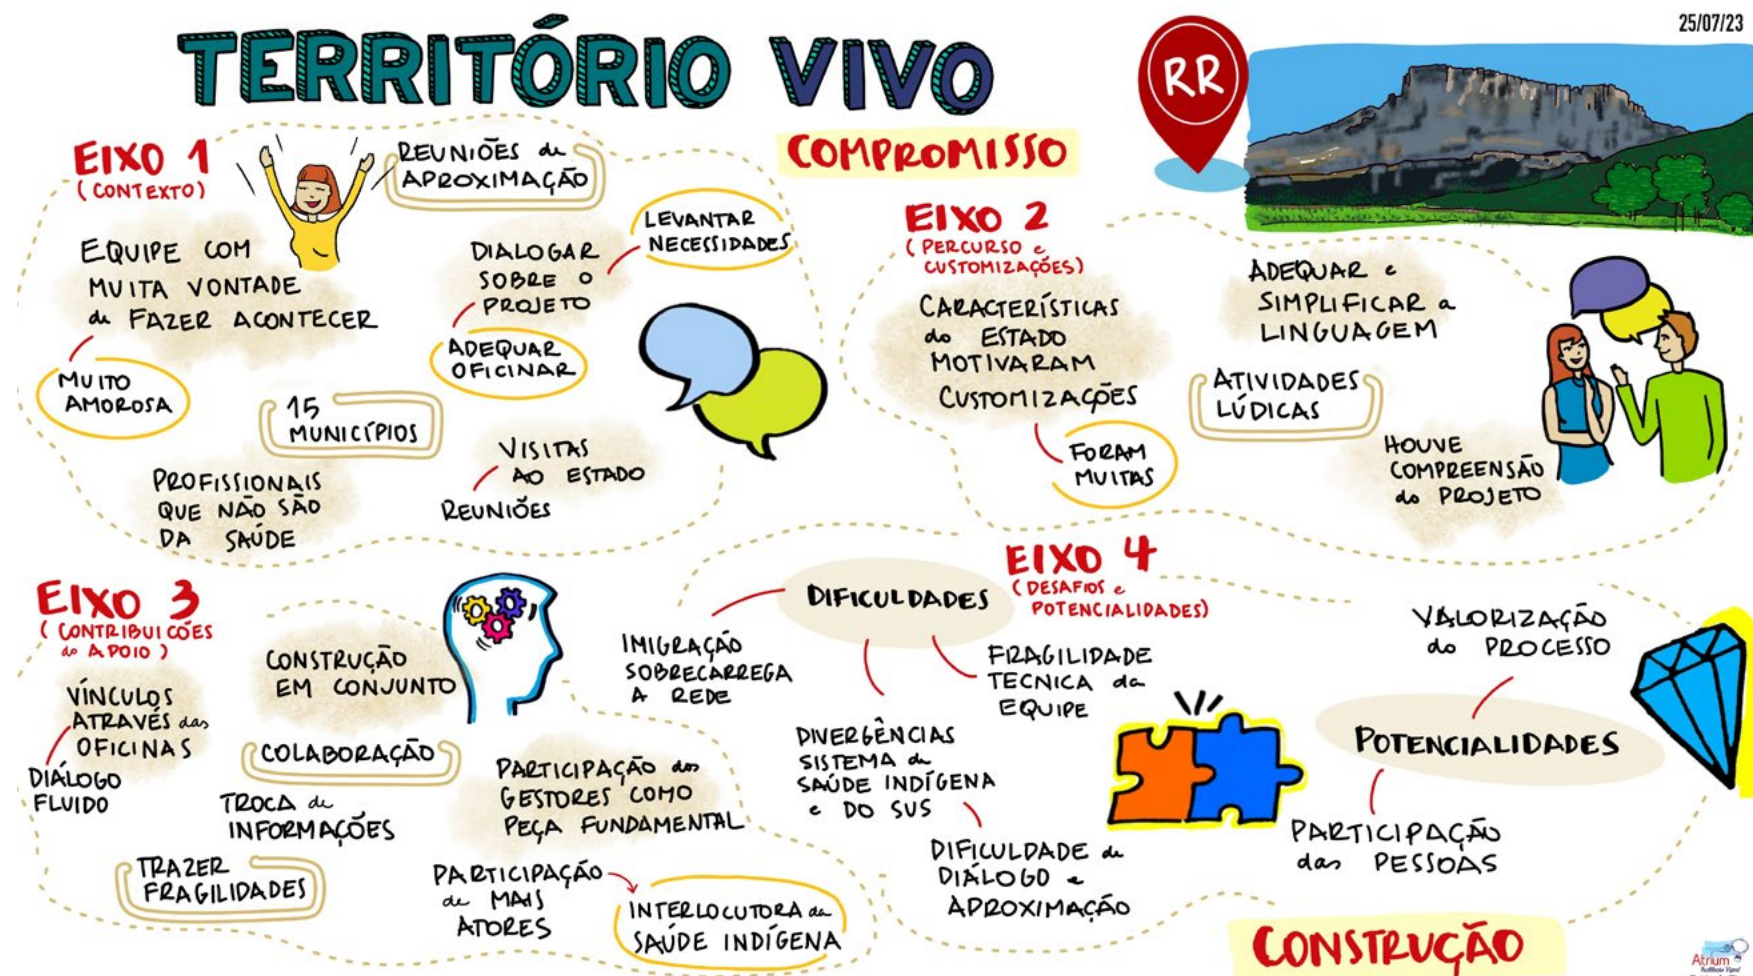 25/07/23
TERRITÓRIO VIVO
COMPROMISSO
RR
EIXO 1
(CONTEXTO)
REUNIÕES de
APROXIMAÇÃO
EQUIPE COM
MUITA VONTADE
de FAZER ACONTECER
MUITO
AMOROSA
DIALOGAR
SOBRE O
PROJETO
LEVANTAR
NECESSIDADES
ADEQUAR
OFICINAR
15
MUNICÍPIOS
VISITAS
AO ESTADO
REUNIÕES
PROFISSIONAIS
QUE NÃO SÃO
DA SAÚDE
EIXO 2
(PERCURSO e
CUSTOMIZAÇÕES)
CARACTERÍSTICAS
do ESTADO
MOTIVARAM
CUSTOMIZAÇÕES
FORAM
MUITAS
ADEQUAR e
SIMPLIFICAR a
LINGUAGEM
ATIVIDADES
LÚDICAS
HOUVE
COMPREENSÃO
do PROJETO
EIXO 3
(CONTRIBUICÕES
do APOIO)
VÍNCULOS
ATRAVÉS das
OFICINAS
DIÁLOGO
FLUIDO
CONSTRUÇÃO
EM CONJUNTO
COLABORAÇÃO
TROCA de
INFORMAÇÕES
TRAZER
FRAGILIDADES
PARTICIPAÇÃO dos
GESTORES COMO
PEÇA FUNDAMENTAL
PARTICIPAÇÃO
de MAIS
ATORES
INTERLOCUTORA da
SAÚDE INDÍGENA
EIXO 4
(DESAFIOS e
POTENCIALIDADES)
DIFICULDADES
IMIGRAÇÃO
SOBRECARREGA
A REDE
FRAGILIDADE
TECNICA da
EQUIPE
DIVERGÊNCIAS
SISTEMA de
SAÚDE INDÍGENA
e DO SUS
DIFICULDADE de
DIÁLOGO e
APROXIMAÇÃO
VALORIZAÇÃO
do PROCESSO
POTENCIALIDADES
PARTICIPAÇÃO
das PESSOAS
CONSTRUÇÃO
Atrium